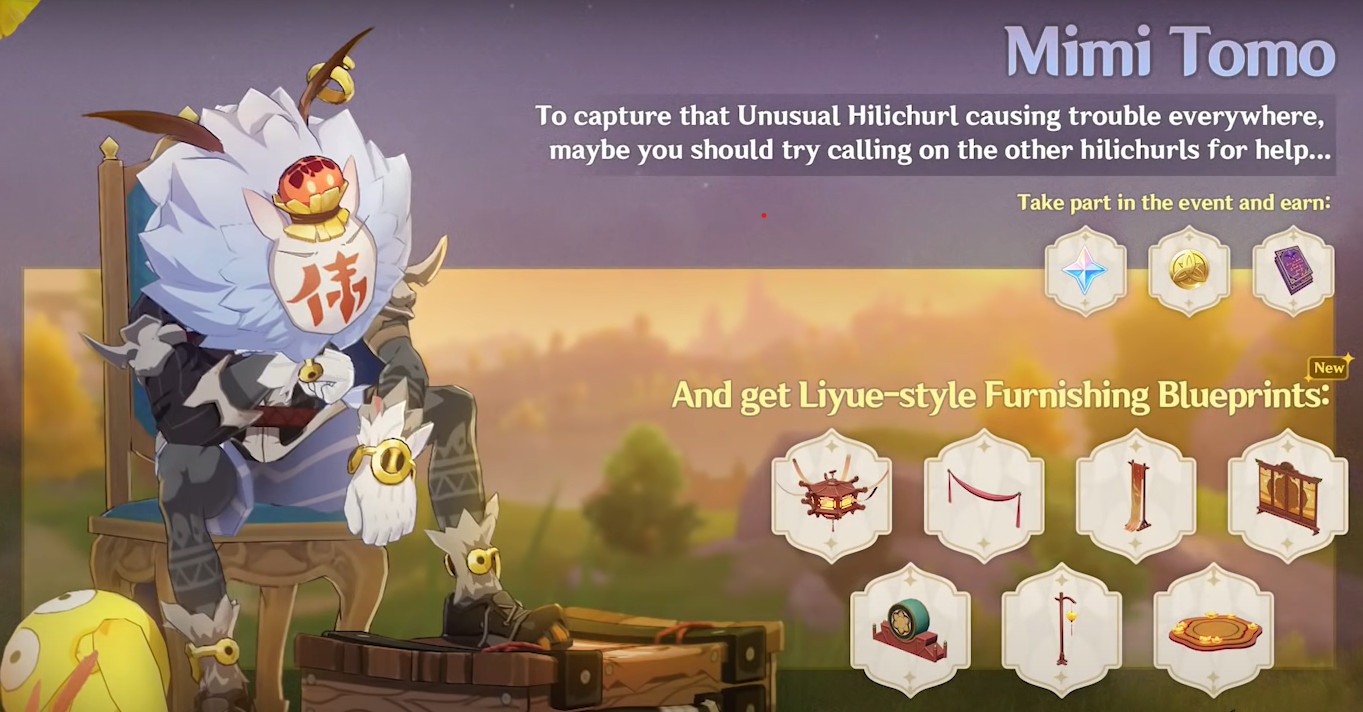 Mimi Tomo
To capture that Unusual Hilichurl causing trouble everywhere,
maybe you should try calling on the other hilichurls for help...
Take part in the event and earn:
New
And get Liyue-style Furnishing Blueprints:
伟